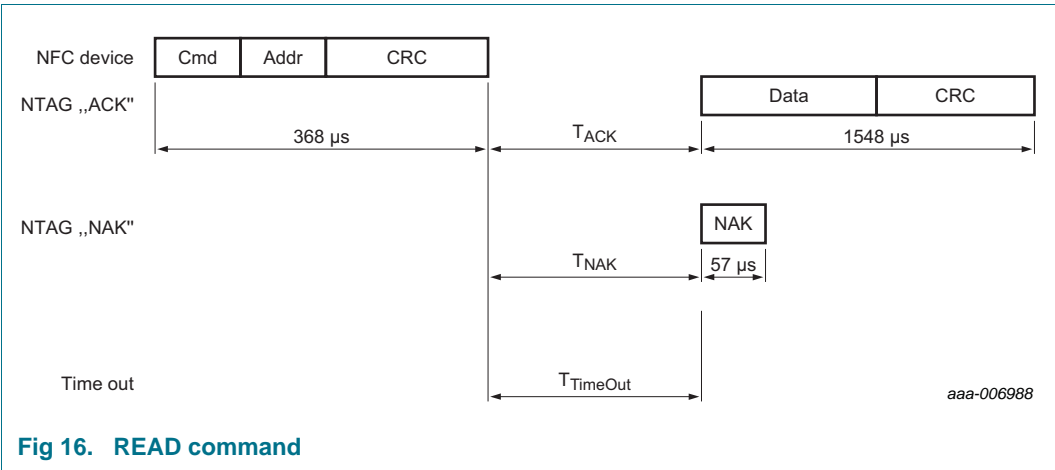 NFC device Cmd Addr CRC
NTAG ,,ACK" Data CRC
368 µs TACK 1548 µs
NTAG ,,NAK" NAK
TNAK 57 µs
Time out TTimeOut aaa-006988
Fig 16. READ command